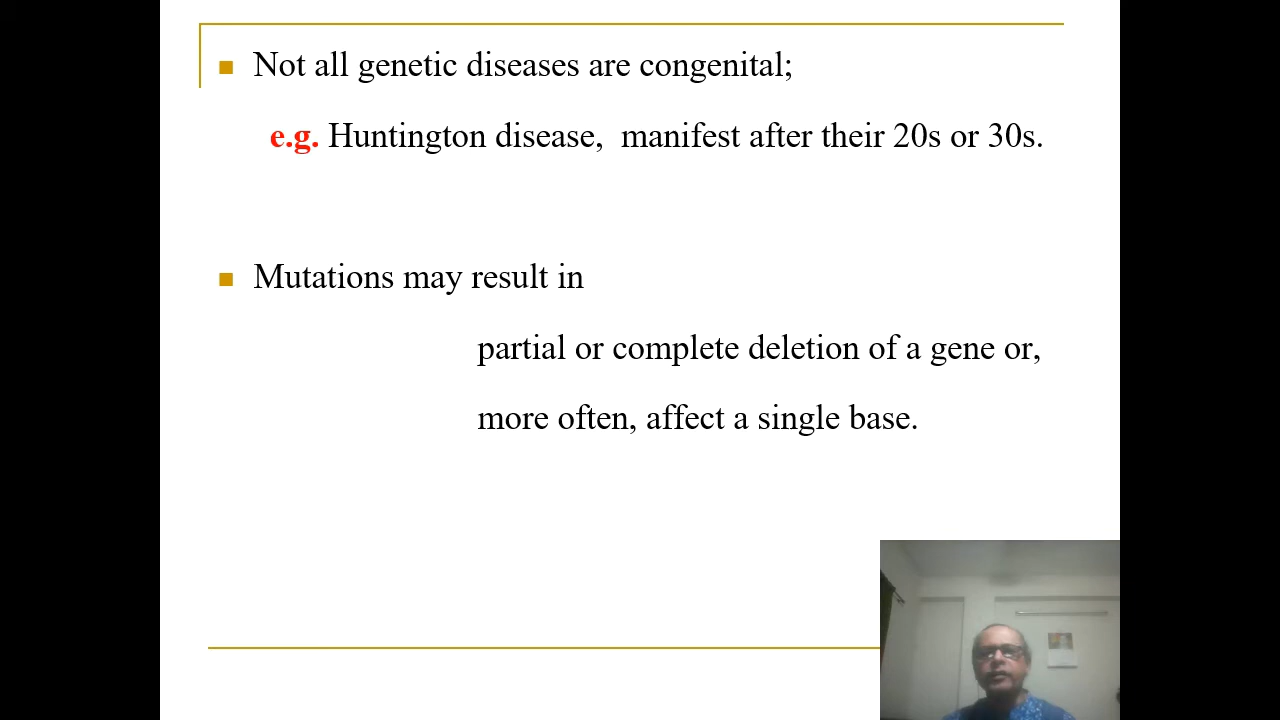 Not all genetic diseases are congenital;
e.g. Huntington disease,  manifest after their 20s or 30s.
Mutations may result in
partial or complete deletion of a gene or,
more often, affect a single base.